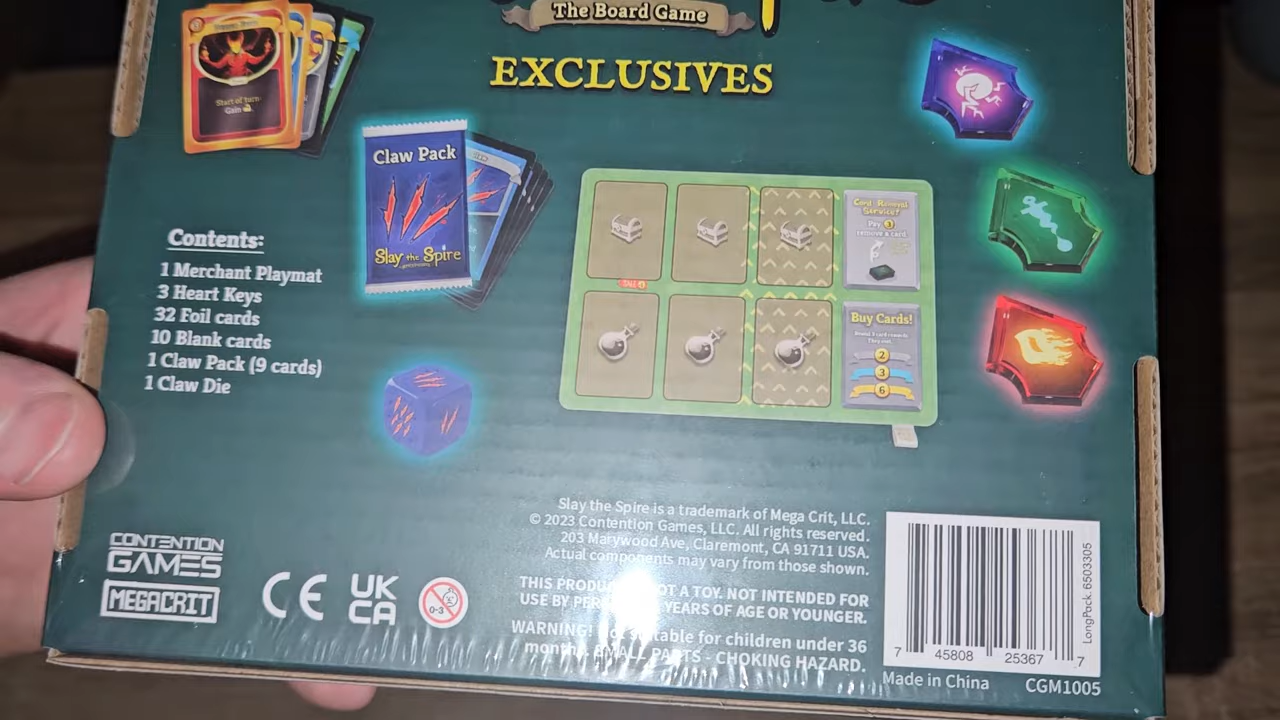 The Board Game
EXCLUSIVES
Start of turn:
Gain
Claw Pack
Claw
Slay the Spire
Contents:
1 Merchant Playmat
3 Heart Keys
32 Foil cards
10 Blank cards
1 Claw Pack (9 cards)
1 Claw Die
Card Removal
Service!
Pay 3
remove a card
Buy Cards!
2
3
6
CONTENTION
GAMES
MEGACRIT
CE
UK
CA
0-3
Slay the Spire is a trademark of Mega Crit, LLC.
© 2023 Contention Games, LLC. All rights reserved.
203 Marywood Ave, Claremont, CA 91711 USA.
Actual components may vary from those shown.
THIS NOT A TOY. NOT INTENDED FOR
USE BY YEARS OF AGE OR YOUNGER.
WARNING! Not suitable for children under 36
months. SMALL PARTS - CHOKING HAZARD.
LongPack: 6503305
7 45808 25367 7
Made in China CGM1005